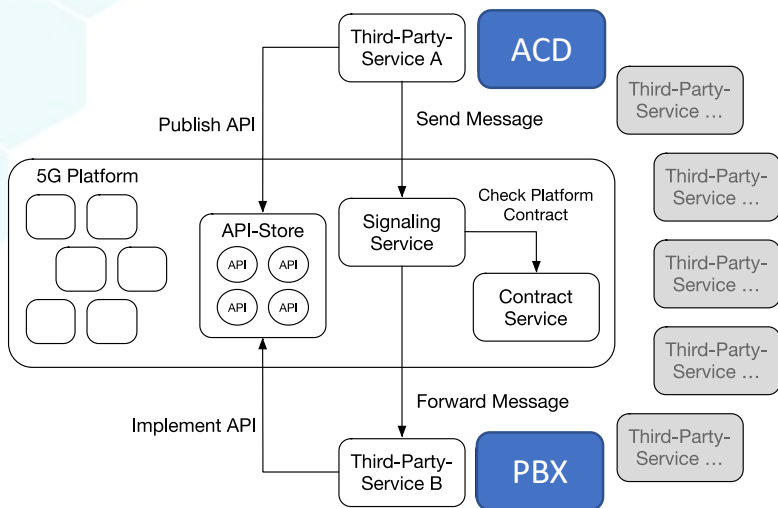 Third-Party-
Service A
ACD
Third-Party-
Service ...
Publish API
Send Message
5G Platform
API-Store
API
API
API
API
Signaling
Service
Check Platform
Contract
Contract
Service
Third-Party-
Service ...
Third-Party-
Service ...
Third-Party-
Service ...
Implement API
Forward Message
Third-Party-
Service B
PBX
Third-Party-
Service ...